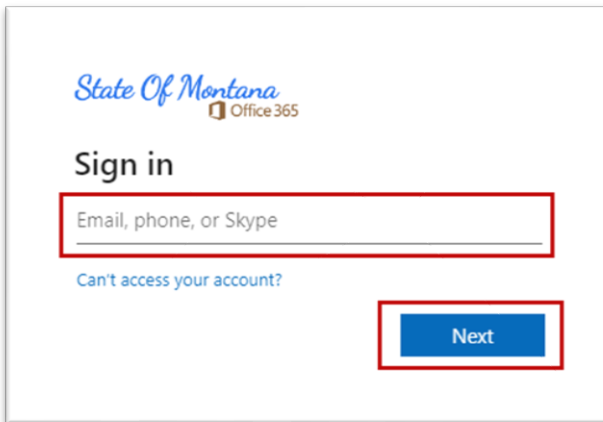 State Of Montana
Office 365
Sign in
Email, phone, or Skype
Can't access your account?
Next